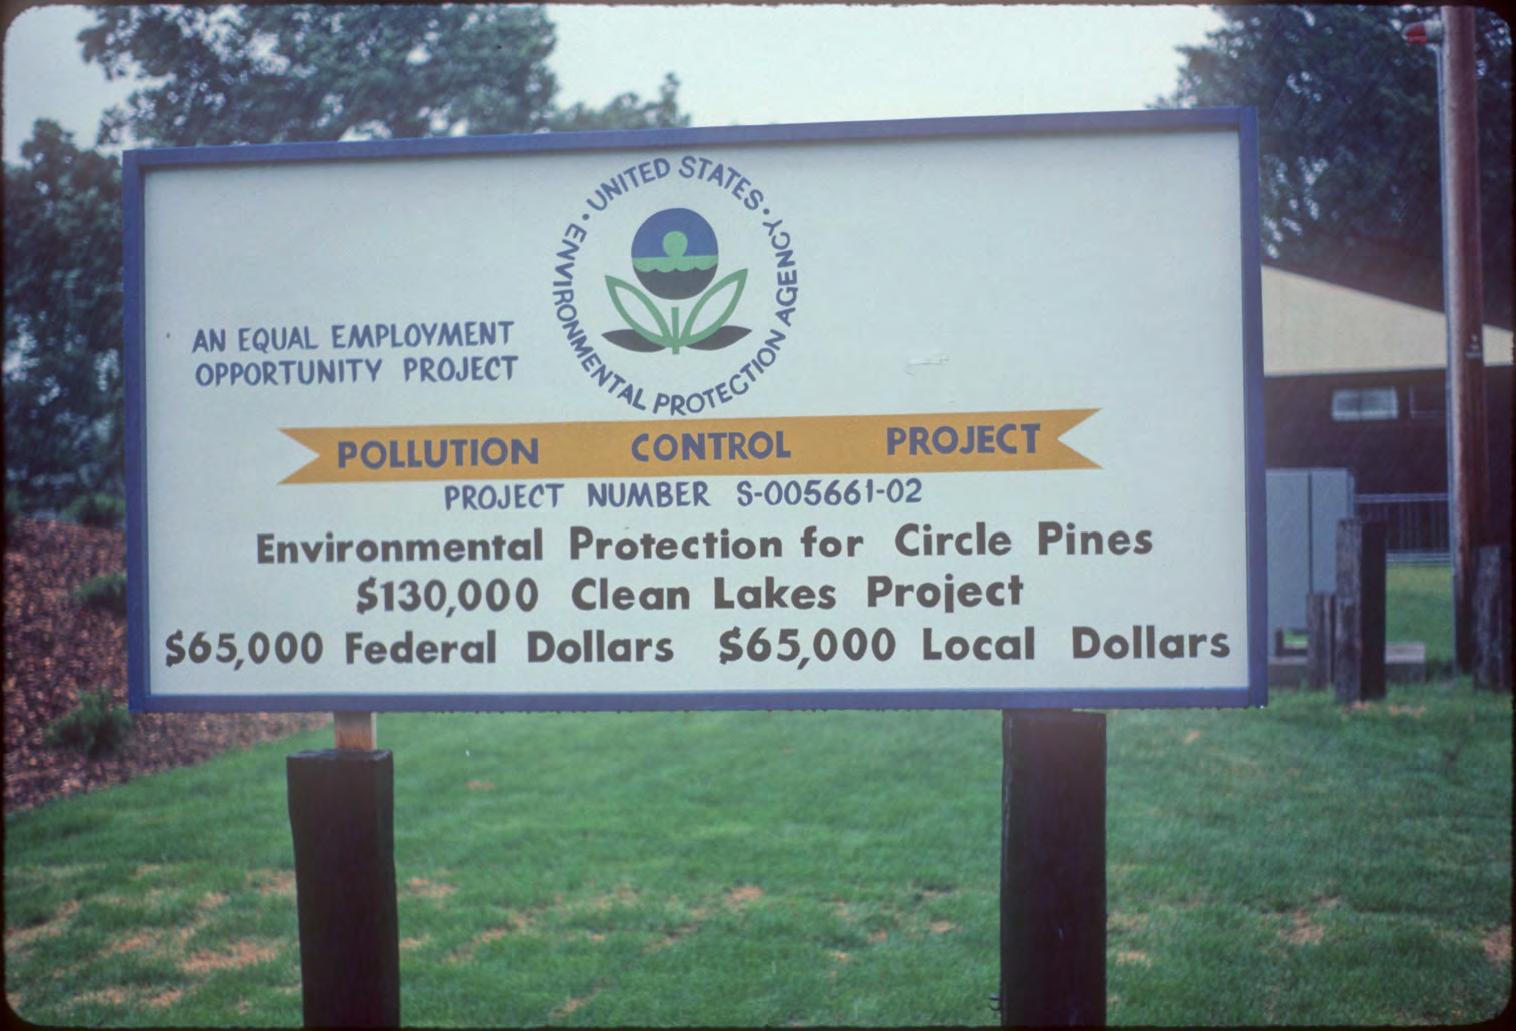 · UNITED STATES ·
ENVIRONMENTAL PROTECTION AGENCY
AN EQUAL EMPLOYMENT
OPPORTUNITY PROJECT
POLLUTION CONTROL PROJECT
PROJECT NUMBER S-005661-02
Environmental Protection for Circle Pines
$130,000 Clean Lakes Project
$65,000 Federal Dollars $65,000 Local Dollars